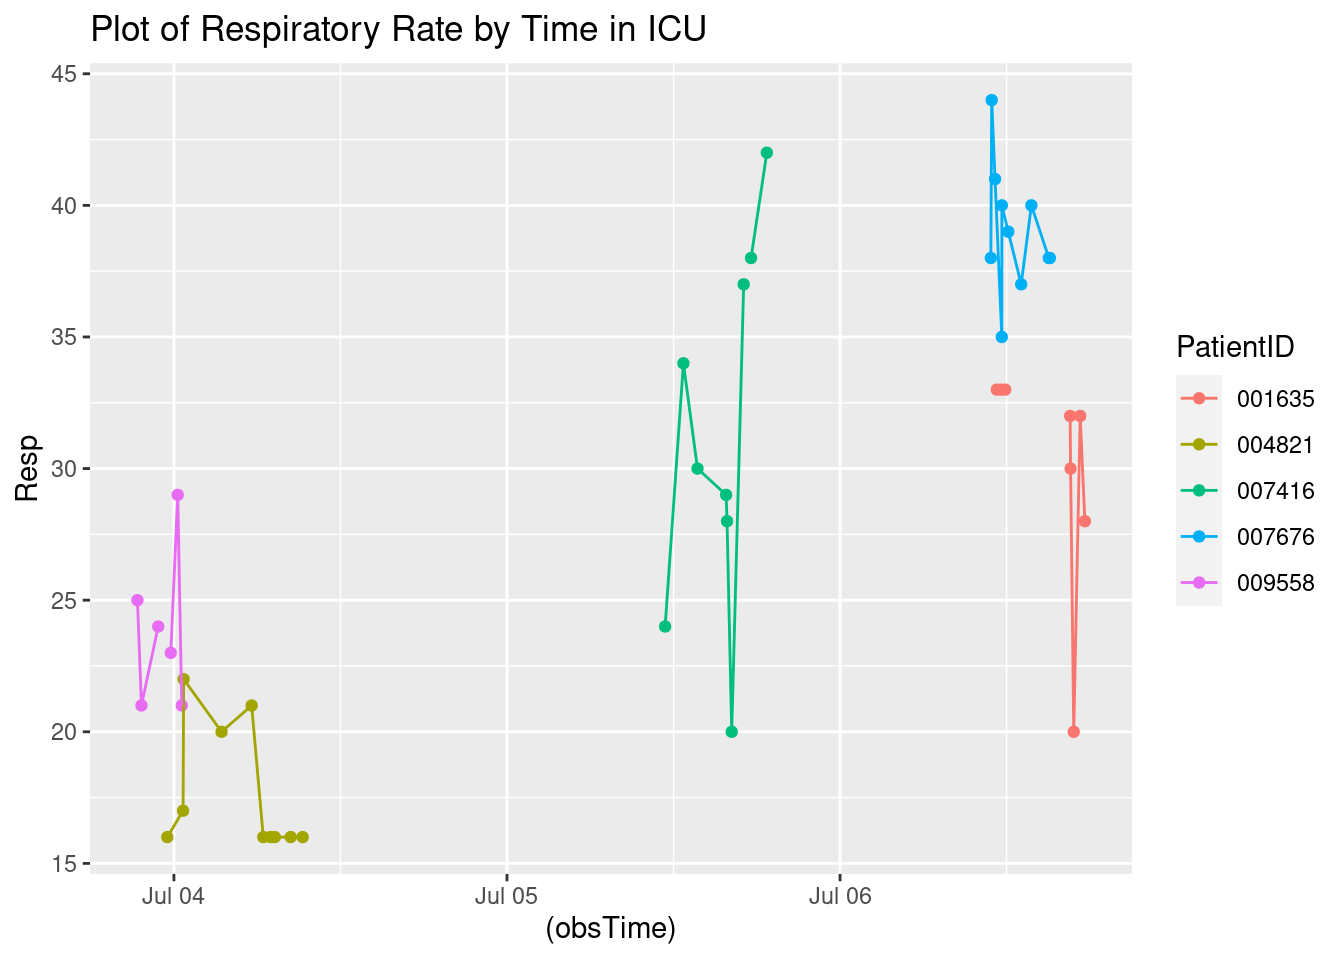 Plot of Respiratory Rate by Time in ICU
45
40
35
30
25
20
15
Resp
Jul 04
Jul 05
Jul 06
(obsTime)
PatientID
001635
004821
007416
007676
009558